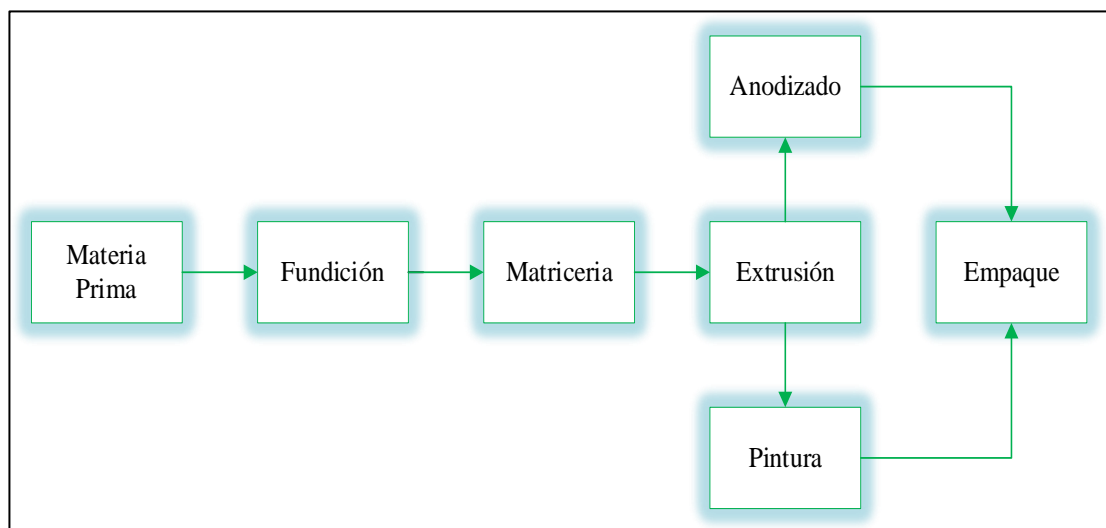 Anodizado
Materia
Prima
Fundición
Matriceria
Extrusión
Empaque
Pintura